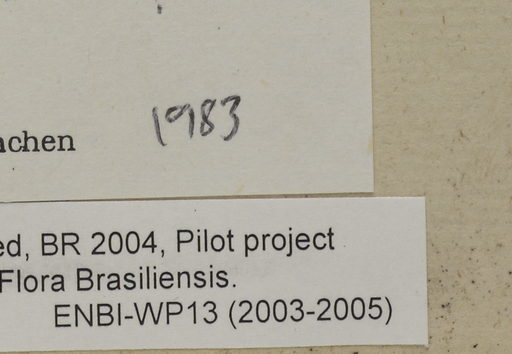 1983
achen
ed, BR 2004, Pilot project
Flora Brasiliensis.
ENBI-WP13 (2003-2005)